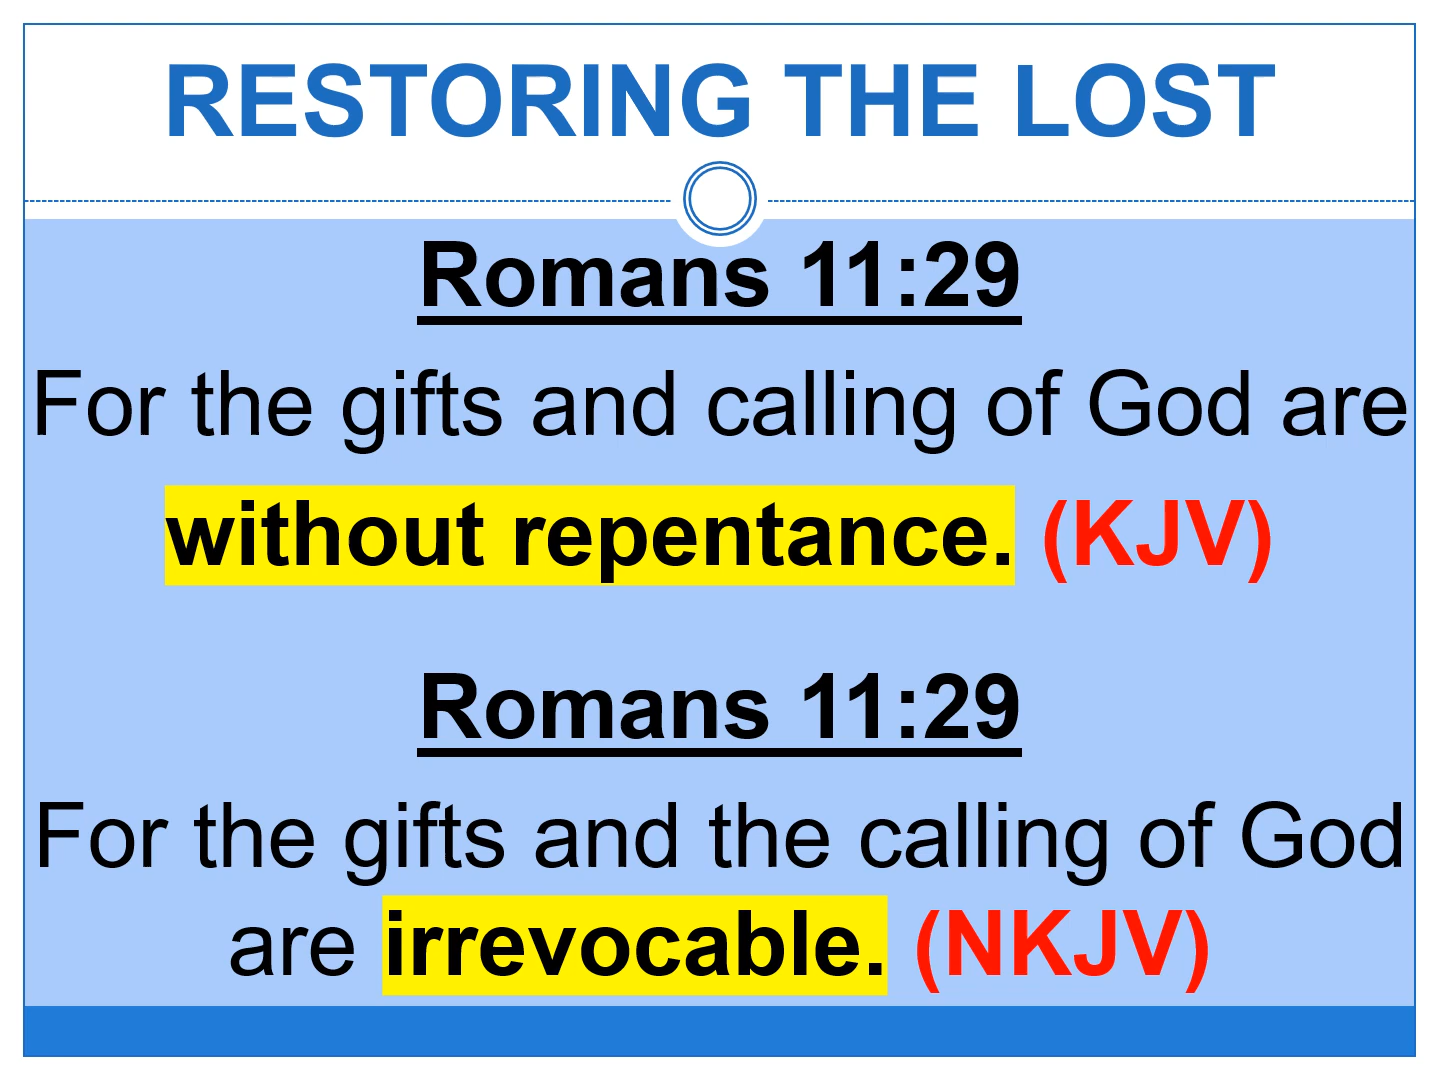 RESTORING THE LOST
Romans 11:29
For the gifts and calling of God are
without repentance. (KJV)
Romans 11:29
For the gifts and the calling of God
are irrevocable. (NKJV)